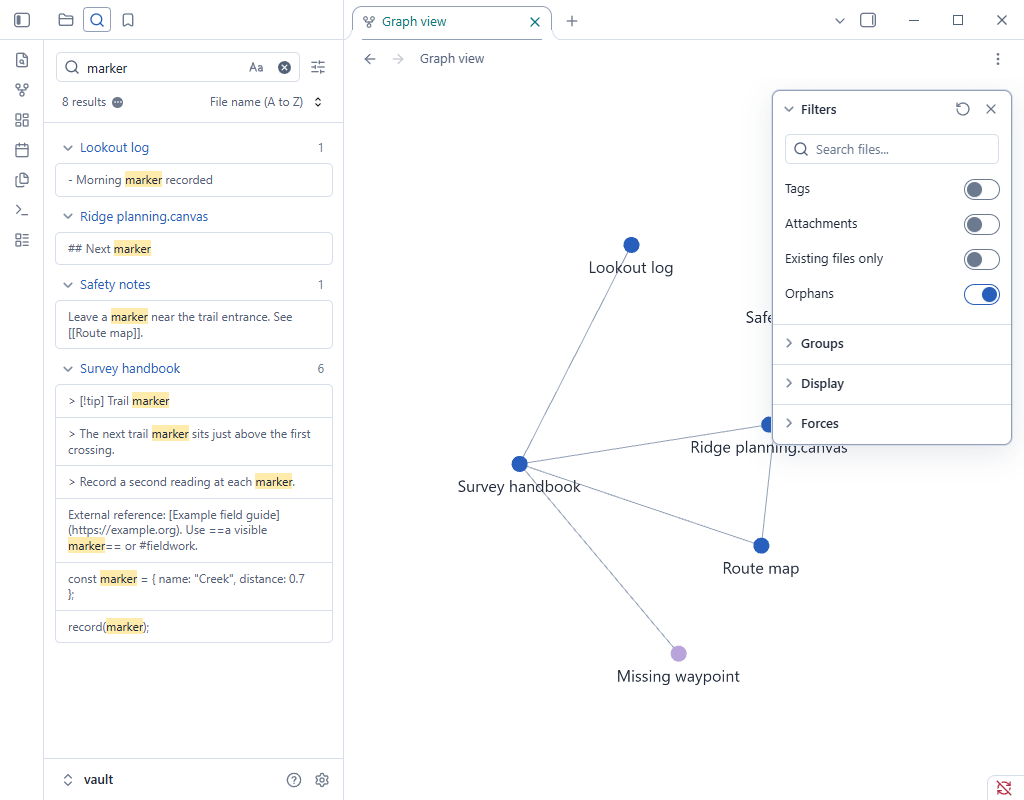 Graph view
marker
Aa
Graph view
8 results
File name (A to Z)
Lookout log 1
- Morning marker recorded
Ridge planning.canvas
## Next marker
Safety notes 1
Leave a marker near the trail entrance. See
[[Route map]].
Survey handbook 6
> [!tip] Trail marker
> The next trail marker sits just above the first
crossing.
> Record a second reading at each marker.
External reference: [Example field guide]
(https://example.org). Use ==a visible
marker== or #fieldwork.
const marker = { name: "Creek", distance: 0.7
};
record(marker);
vault
Filters
Search files...
Tags
Attachments
Existing files only
Orphans
Groups
Display
Forces
Lookout log
Safe
Ridge planning.canvas
Survey handbook
Route map
Missing waypoint